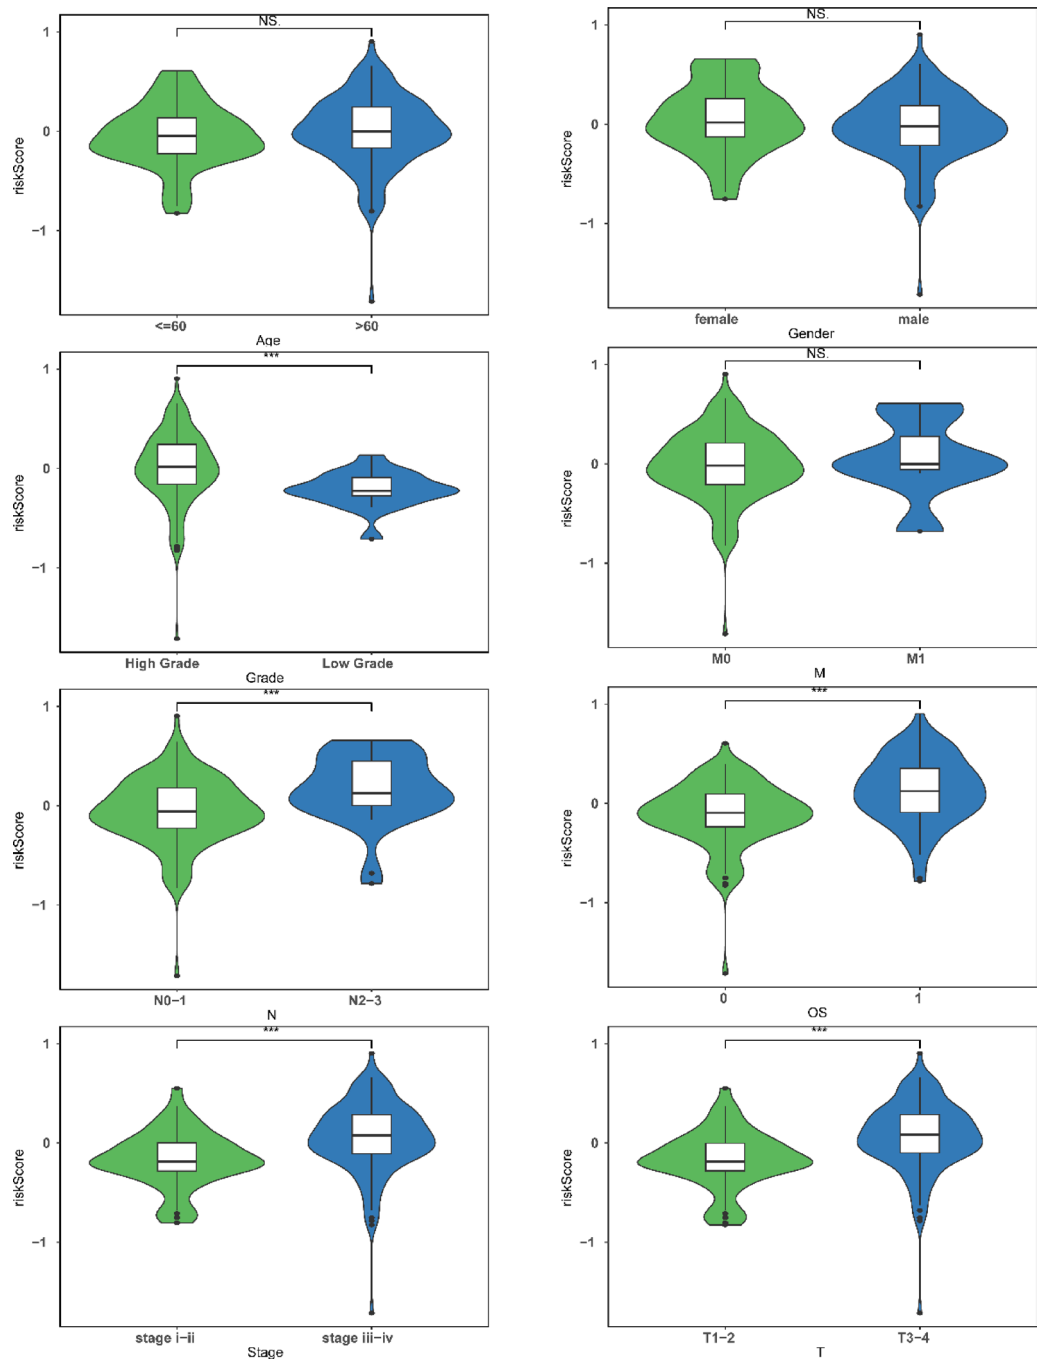 NS.
1
0
−1
riskScore
<=60 >60
Age
NS.
1
0
−1
riskScore
female male
Gender
***
1
0
−1
riskScore
High Grade Low Grade
Grade
NS.
1
0
−1
riskScore
M0 M1
M
***
1
0
−1
riskScore
N0−1 N2−3
N
***
1
0
−1
riskScore
0 1
OS
***
1
0
−1
riskScore
stage i−ii stage iii−iv
Stage
***
1
0
−1
riskScore
T1−2 T3−4
T